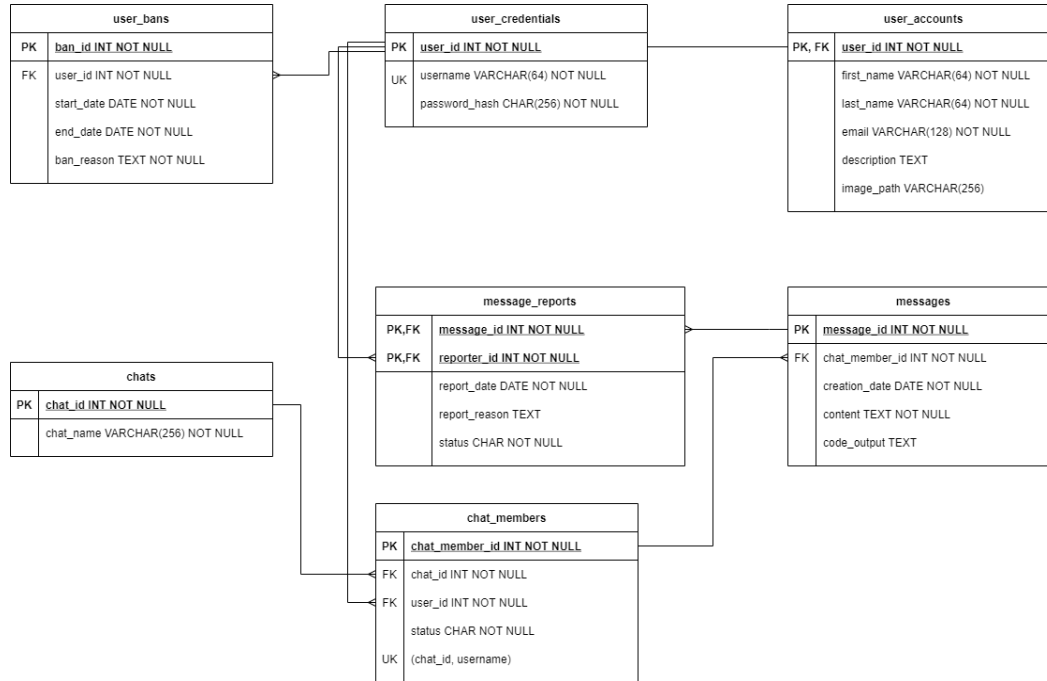 user_bans
PK ban_id INT NOT NULL
FK user_id INT NOT NULL
start_date DATE NOT NULL
end_date DATE NOT NULL
ban_reason TEXT NOT NULL
user_credentials
PK user_id INT NOT NULL
UK username VARCHAR(64) NOT NULL
password_hash CHAR(256) NOT NULL
user_accounts
PK, FK user_id INT NOT NULL
first_name VARCHAR(64) NOT NULL
last_name VARCHAR(64) NOT NULL
email VARCHAR(128) NOT NULL
description TEXT
image_path VARCHAR(256)
message_reports
PK,FK message_id INT NOT NULL
PK,FK reporter_id INT NOT NULL
report_date DATE NOT NULL
report_reason TEXT
status CHAR NOT NULL
messages
PK message_id INT NOT NULL
FK chat_member_id INT NOT NULL
creation_date DATE NOT NULL
content TEXT NOT NULL
code_output TEXT
chats
PK chat_id INT NOT NULL
chat_name VARCHAR(256) NOT NULL
chat_members
PK chat_member_id INT NOT NULL
FK chat_id INT NOT NULL
FK user_id INT NOT NULL
status CHAR NOT NULL
UK (chat_id, username)